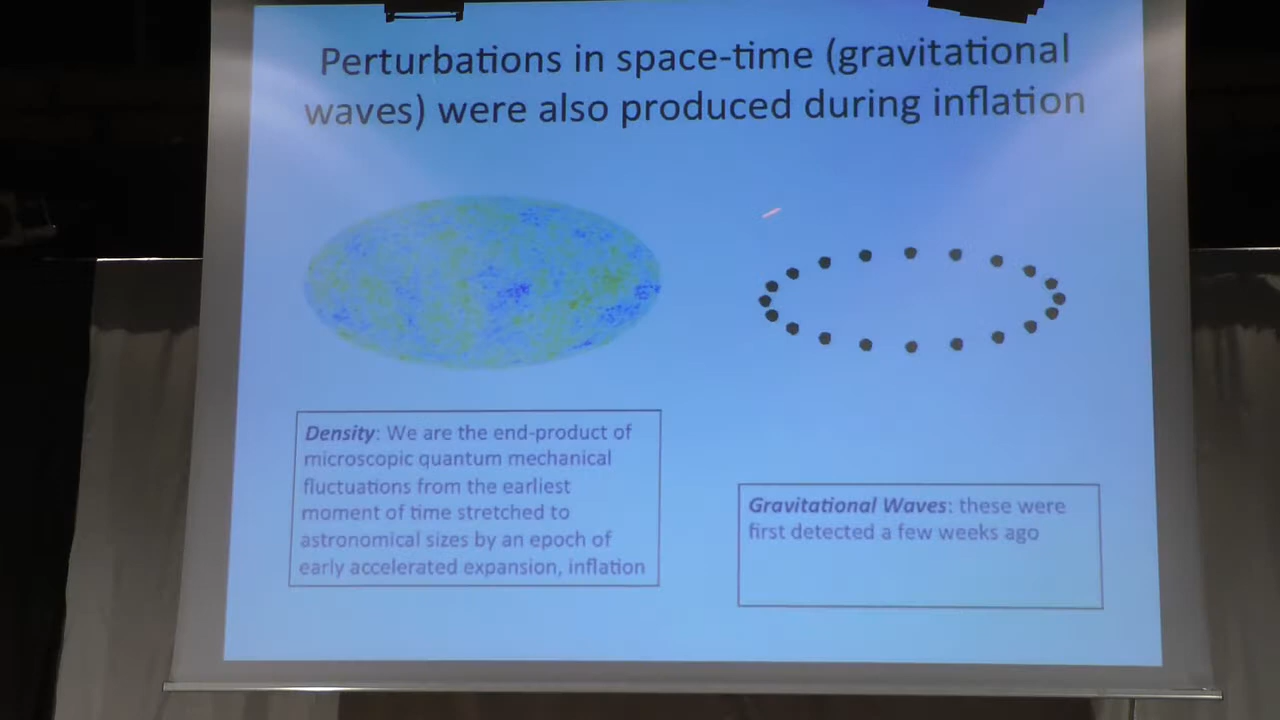 Perturbations in space-time (gravitational
waves) were also produced during inflation
Density: We are the end-product of
microscopic quantum mechanical
fluctuations from the earliest
moment of time stretched to
astronomical sizes by an epoch of
early accelerated expansion, inflation
Gravitational Waves: these were
first detected a few weeks ago